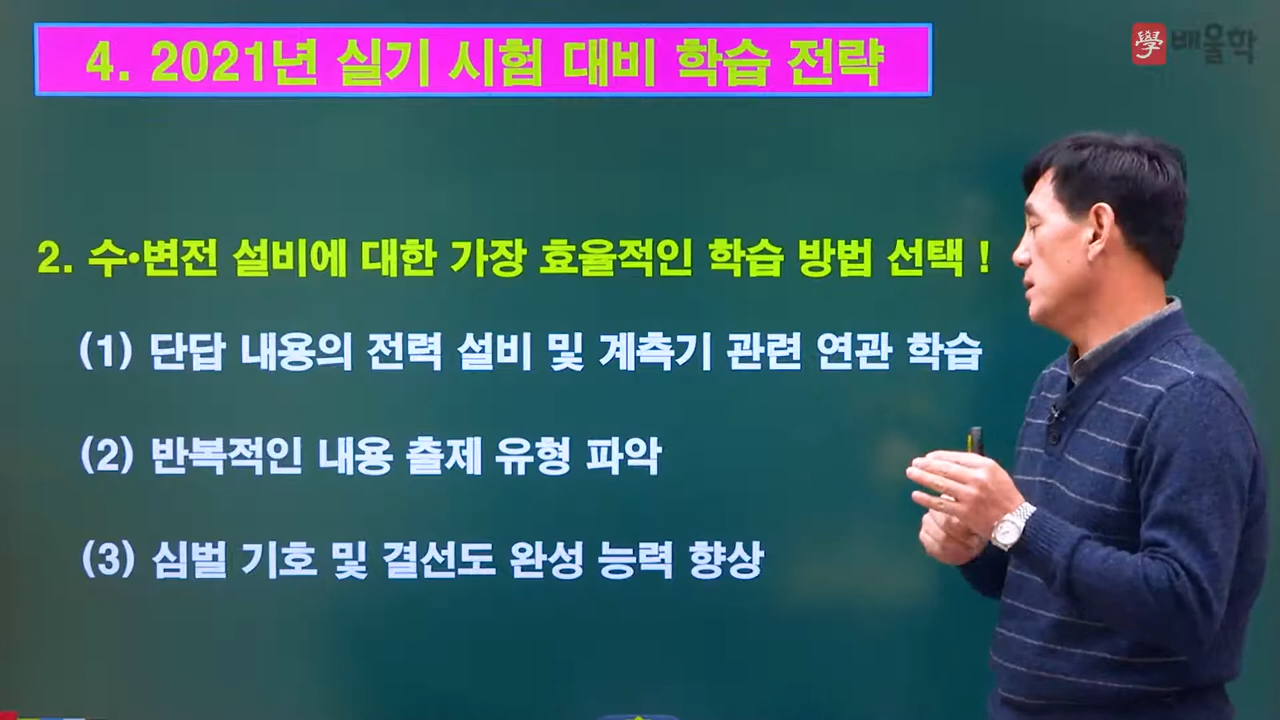 4. 2021년 실기 시험 대비 학습 전략
學 배울학
2. 수•변전 설비에 대한 가장 효율적인 학습 방법 선택 !
(1) 단답 내용의 전력 설비 및 계측기 관련 연관 학습
(2) 반복적인 내용 출제 유형 파악
(3) 심벌 기호 및 결선도 완성 능력 향상